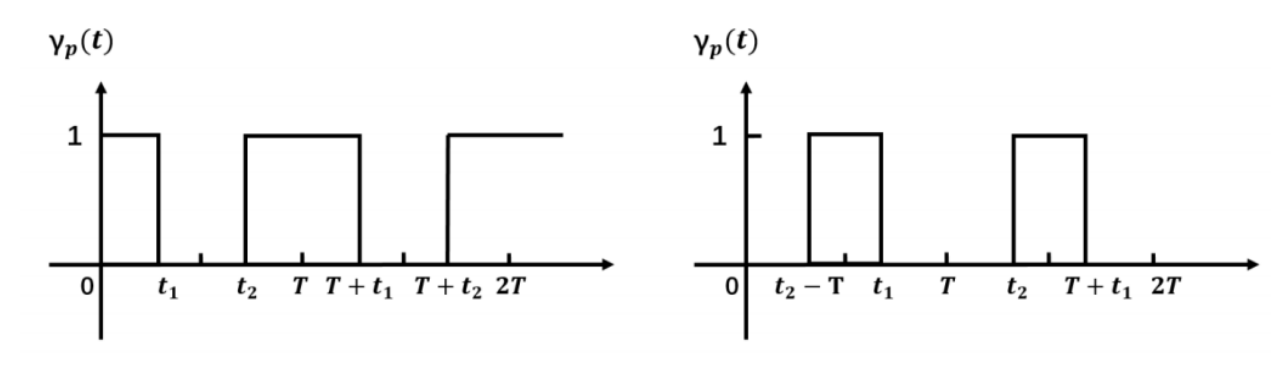 γₚ(t)
1
0 t₁ t₂ T T + t₁ T + t₂ 2T
γₚ(t)
1
0 t₂ − T t₁ T t₂ T + t₁ 2T